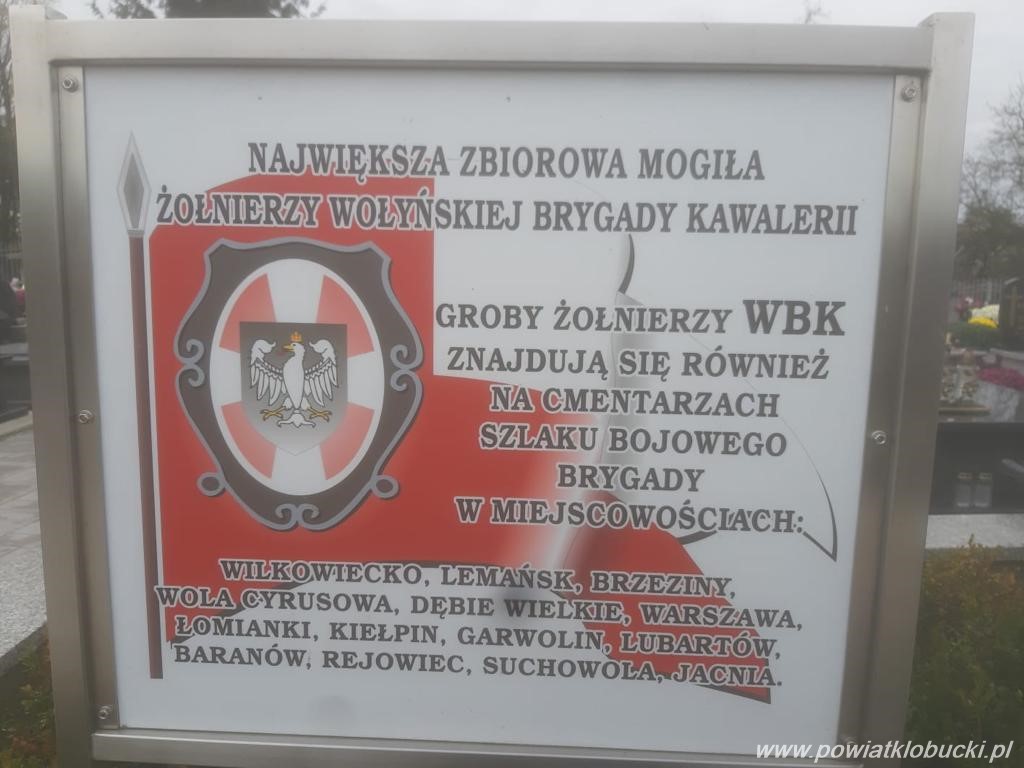 NAJWIĘKSZA ZBIOROWA MOGIŁA
ŻOŁNIERZY WOŁYŃSKIEJ BRYGADY KAWALERII
GROBY ŻOŁNIERZY WBK
ZNAJDUJĄ SIĘ RÓWNIEŻ
NA CMENTARZACH
SZLAKU BOJOWEGO
BRYGADY
W MIEJSCOWOŚCIACH:
WILKOWIECKO, LEMAŃSK, BRZEZINY,
WOLA CYRUSOWA, DĘBIE WIELKIE, WARSZAWA,
ŁOMIANKI, KIEŁPIN, GARWOLIN, LUBARTÓW,
BARANÓW, REJOWIEC, SUCHOWOLA, JACNIA.
www.powiatklobucki.pl